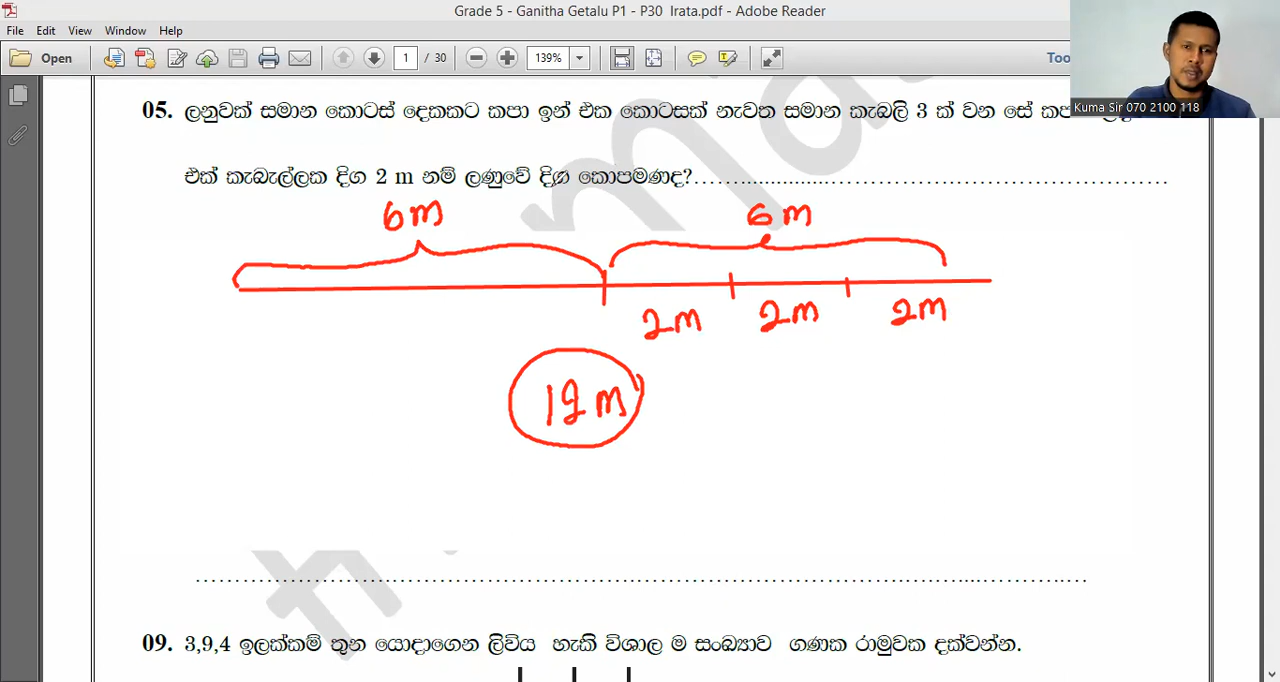 Grade 5 - Ganitha Getalu P1 - P30 Irata.pdf - Adobe Reader
File Edit View Window Help
Open 1 / 30 139% Too
Kuma Sir 070 2100 118
05. ලනුවක් සමාන කොටස් දෙකකට කපා ඉන් එක කොටසක් නැවත සමාන කැබලි 3 ක් වන සේ
එක් කැබැල්ලක දිග 2 m නම් ලණුවේ දිග කොපමණද?
6m 6m
2m 2m 2m
12m
09. 3,9,4 ඉලක්කම් තුන යොදාගෙන ලිවිය හැකි විශාල ම සංඛ්‍යාව ගණක රාමුවක දක්වන්න.